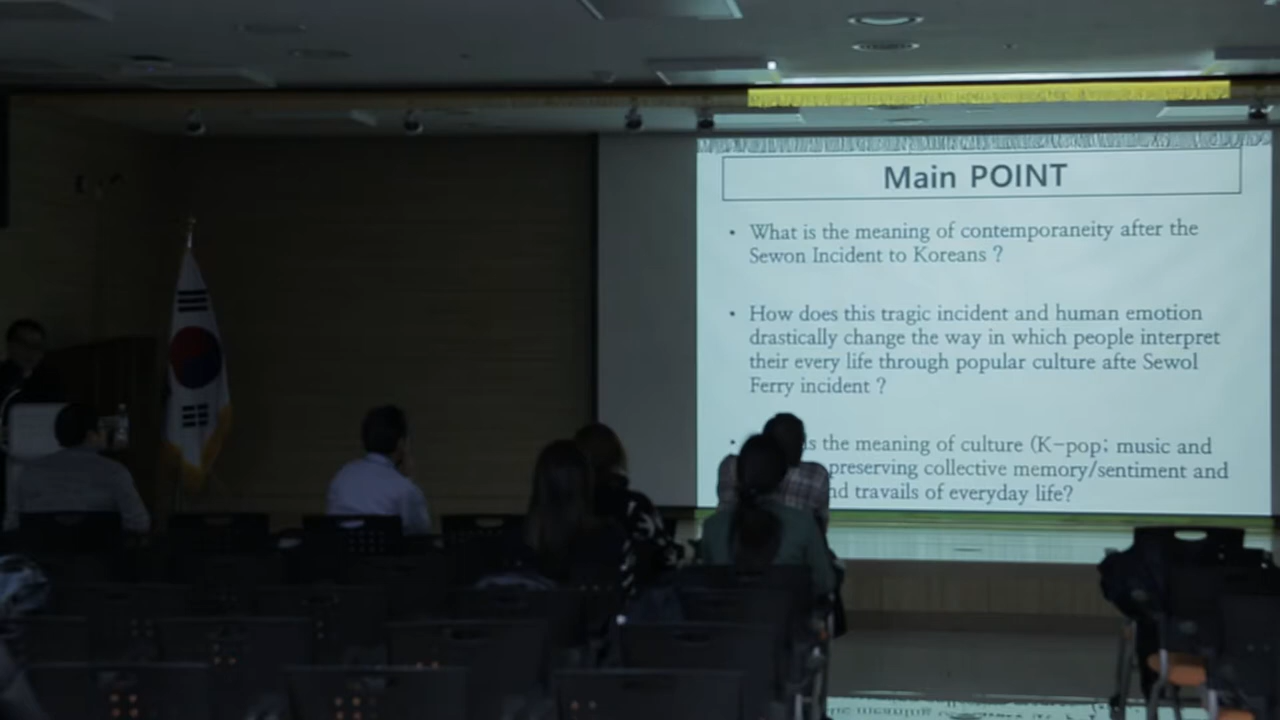 Main POINT
• What is the meaning of contemporaneity after the
Sewon Incident to Koreans ?
• How does this tragic incident and human emotion
drastically change the way in which people interpret
their every life through popular culture afte Sewol
Ferry incident ?
• is the meaning of culture (K-pop; music and
preserving collective memory/sentiment and
travails of everyday life?